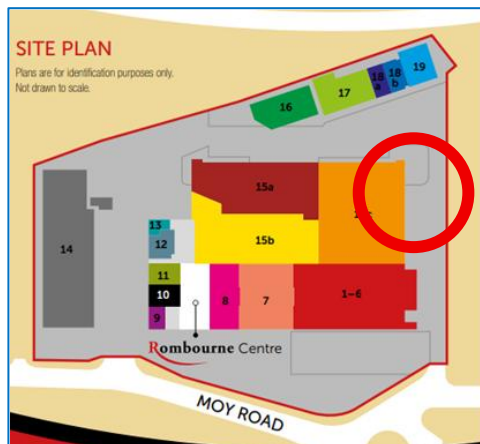 SITE PLAN
Plans are for identification purposes only.
Not drawn to scale.
19
18
b
18
a
17
16
15a
15b
13
12
14
11
10
9
8
7
1–6
Rombourne Centre
MOY ROAD